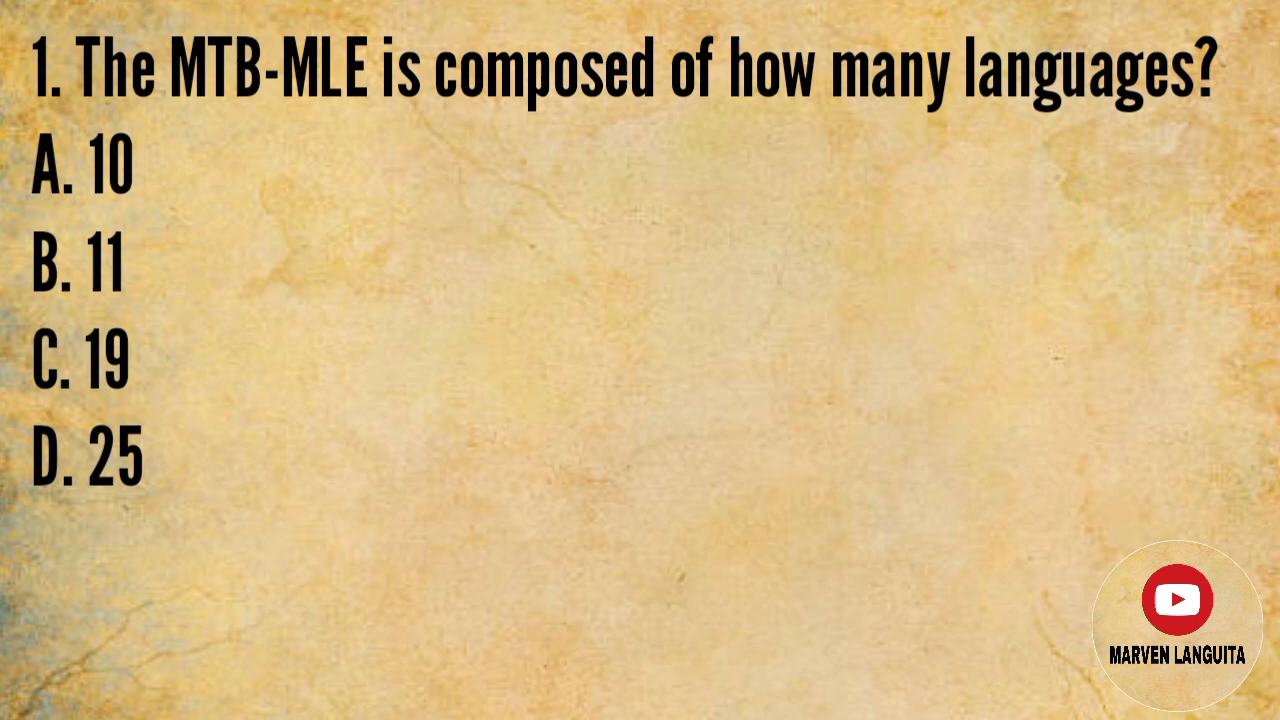 1. The MTB-MLE is composed of how many languages?
A. 10
B. 11
C. 19
D. 25
MARVEN LANGUITA